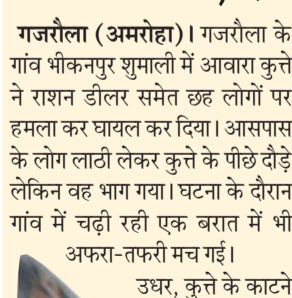 गजरौला (अमरोहा)। गजरौला के
गांव भीकनपुर शुमाली में आवारा कुत्ते
ने राशन डीलर समेत छह लोगों पर
हमला कर घायल कर दिया। आसपास
के लोग लाठी लेकर कुत्ते के पीछे दौड़े
लेकिन वह भाग गया। घटना के दौरान
गांव में चढ़ी रही एक बरात में भी
अफरा-तफरी मच गई।
उधर, कुत्ते के काटने